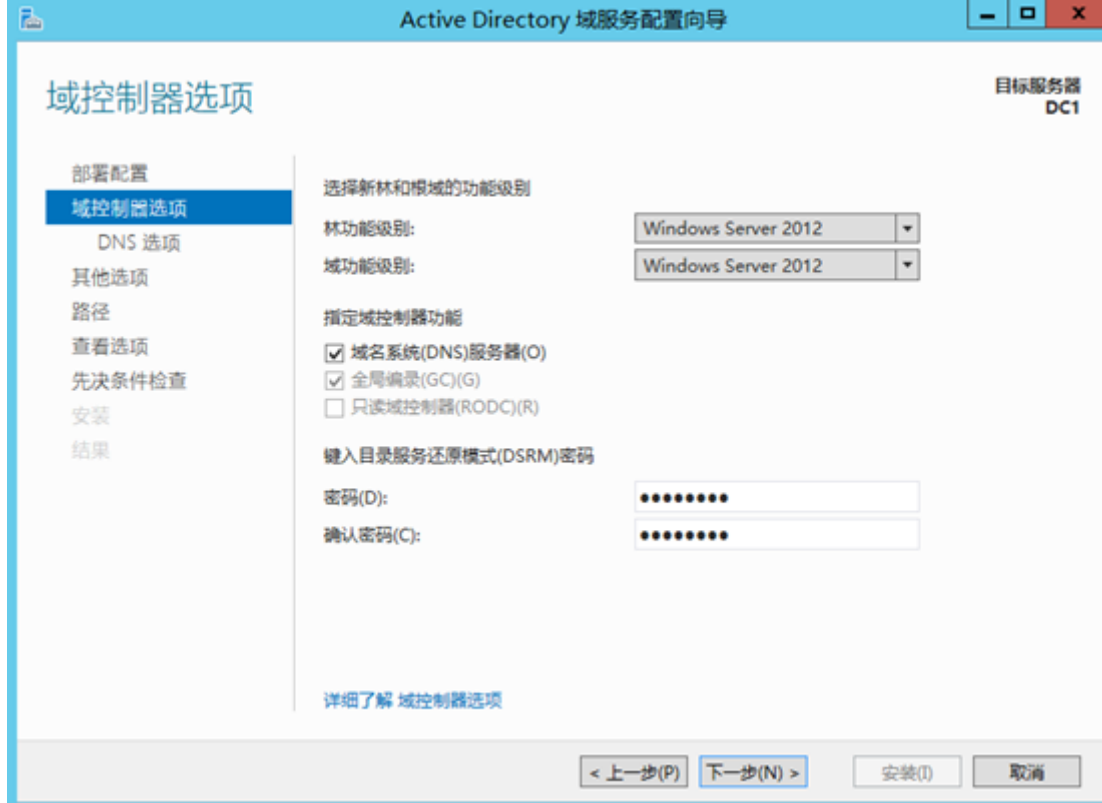 Active Directory 域服务配置向导
域控制器选项
目标服务器
DC1
部署配置
域控制器选项
DNS 选项
其他选项
路径
查看选项
先决条件检查
安装
结果
选择新林和根域的功能级别
林功能级别: Windows Server 2012
域功能级别: Windows Server 2012
指定域控制器功能
域名系统(DNS)服务器(O)
全局编录(GC)(G)
只读域控制器(RODC)(R)
键入目录服务还原模式(DSRM)密码
密码(D): ●●●●●●●●
确认密码(C): ●●●●●●●●
详细了解 域控制器选项
< 上一步(P) 下一步(N) > 安装(I) 取消